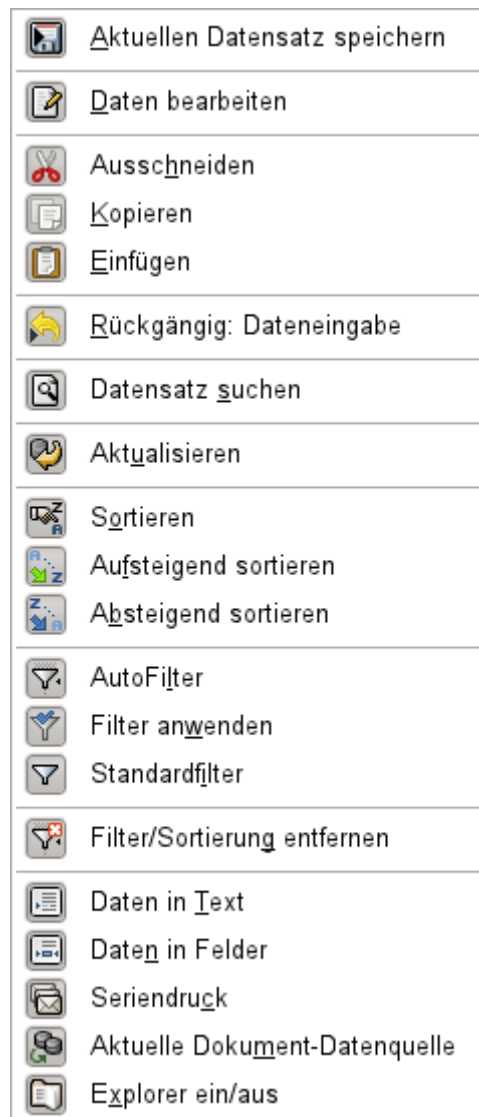 Aktuellen Datensatz speichern
Daten bearbeiten
Ausschneiden
Kopieren
Einfügen
Rückgängig: Dateneingabe
Datensatz suchen
Aktualisieren
Sortieren
Aufsteigend sortieren
Absteigend sortieren
AutoFilter
Filter anwenden
Standardfilter
Filter/Sortierung entfernen
Daten in Text
Daten in Felder
Seriendruck
Aktuelle Dokument-Datenquelle
Explorer ein/aus